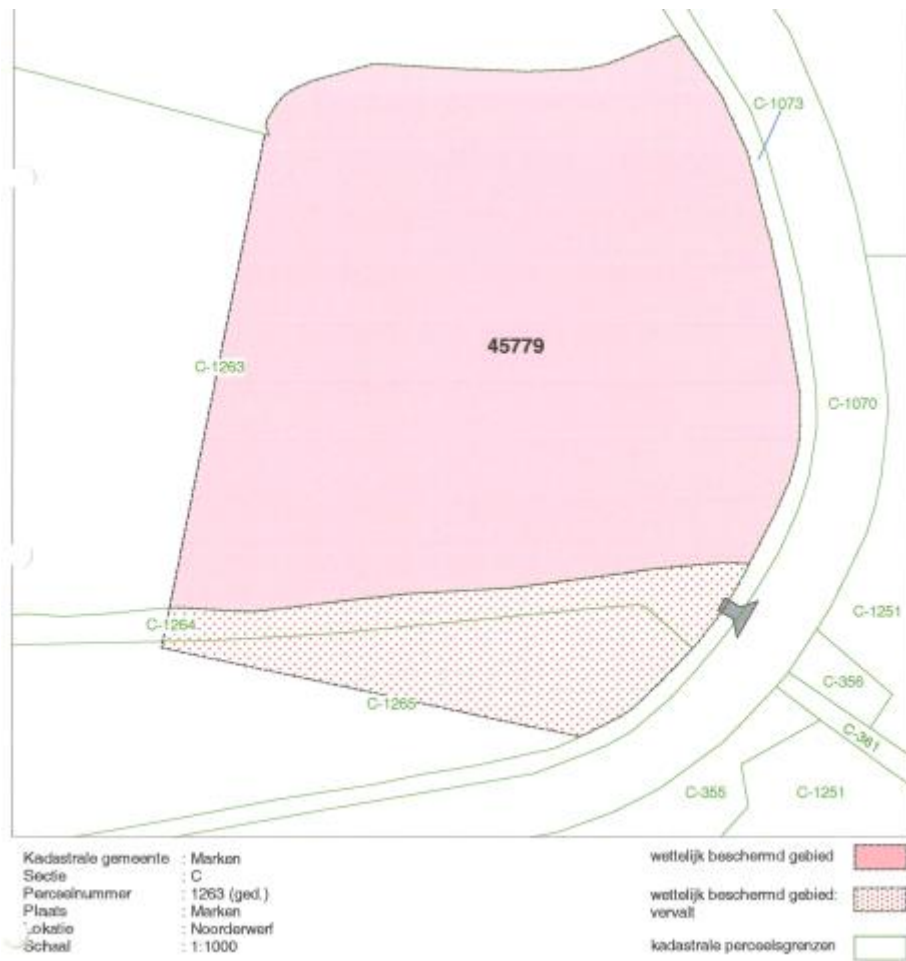 C-1073
45779
C-1263
C-1070
C-1264
C-1251
C-356
C-1265
C-361
C-355
C-1251
Kadastrale gemeente : Marken
Sectie : C
Perceelnummer : 1263 (ged.)
Plaats : Marken
Lokatie : Noorderwerf
Schaal : 1:1000
wettelijk beschermd gebied
wettelijk beschermd gebied:
vervalt
kadastrale perceelsgrenzen